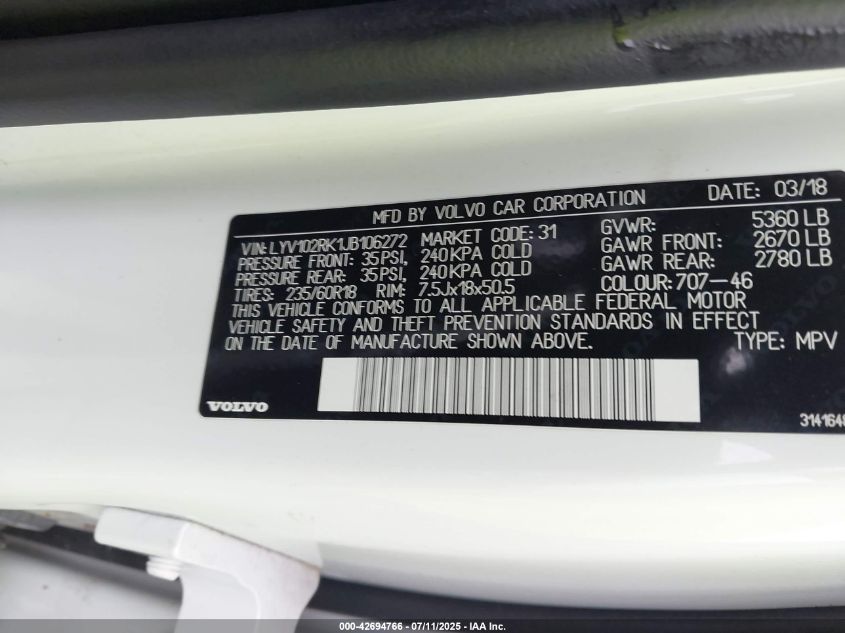 MFD BY VOLVO CAR CORPORATION DATE: 03/18
VIN: LYV102RK1JB106272 MARKET CODE: 31 GVWR: 5360 LB
PRESSURE FRONT: 35PSI, 240KPA COLD GAWR FRONT: 2670 LB
PRESSURE REAR: 35PSI, 240KPA COLD GAWR REAR: 2780 LB
TIRES: 235/60R18 RIM: 7.5Jx18x50.5 COLOUR: 707-46
THIS VEHICLE CONFORMS TO ALL APPLICABLE FEDERAL MOTOR
VEHICLE SAFETY AND THEFT PREVENTION STANDARDS IN EFFECT
ON THE DATE OF MANUFACTURE SHOWN ABOVE. TYPE: MPV
VOLVO
3141648
000-42694766 - 07/11/2025 - IAA Inc.